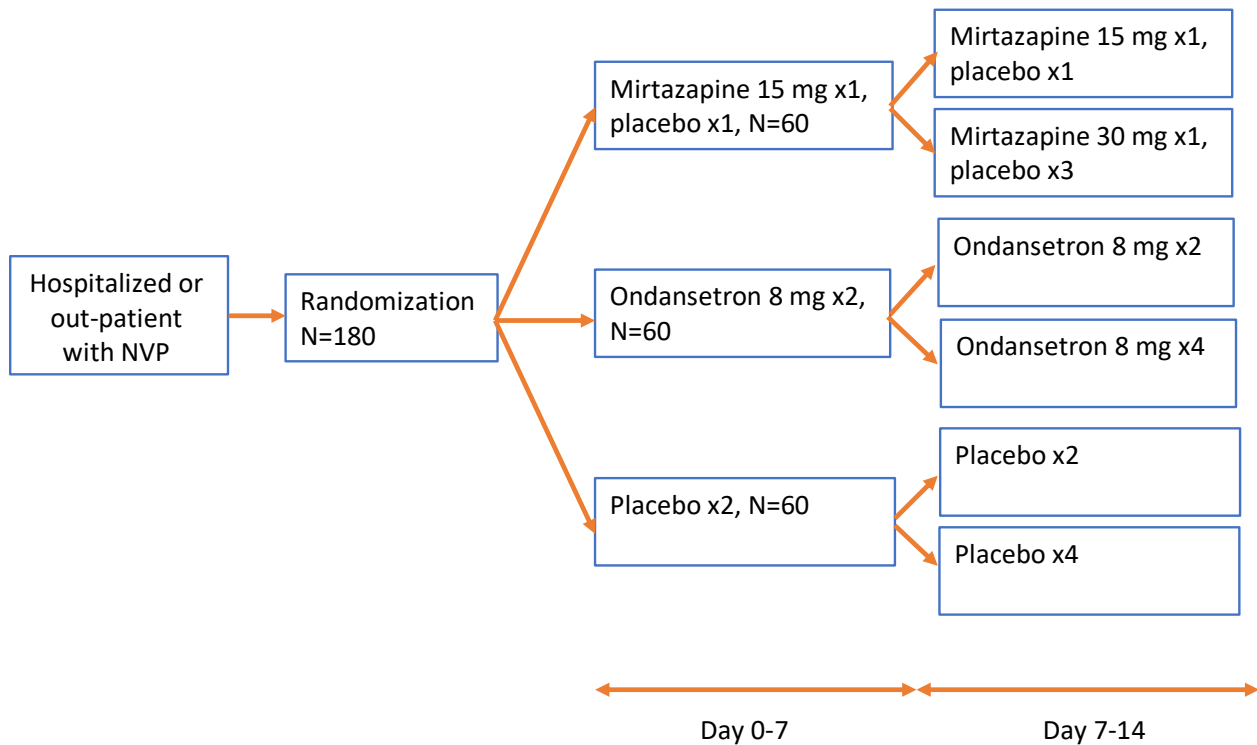 Hospitalized or
out-patient
with NVP
Randomization
N=180
Mirtazapine 15 mg x1,
placebo x1, N=60
Mirtazapine 15 mg x1,
placebo x1
Mirtazapine 30 mg x1,
placebo x3
Ondansetron 8 mg x2,
N=60
Ondansetron 8 mg x2
Ondansetron 8 mg x4
Placebo x2, N=60
Placebo x2
Placebo x4
Day 0-7
Day 7-14